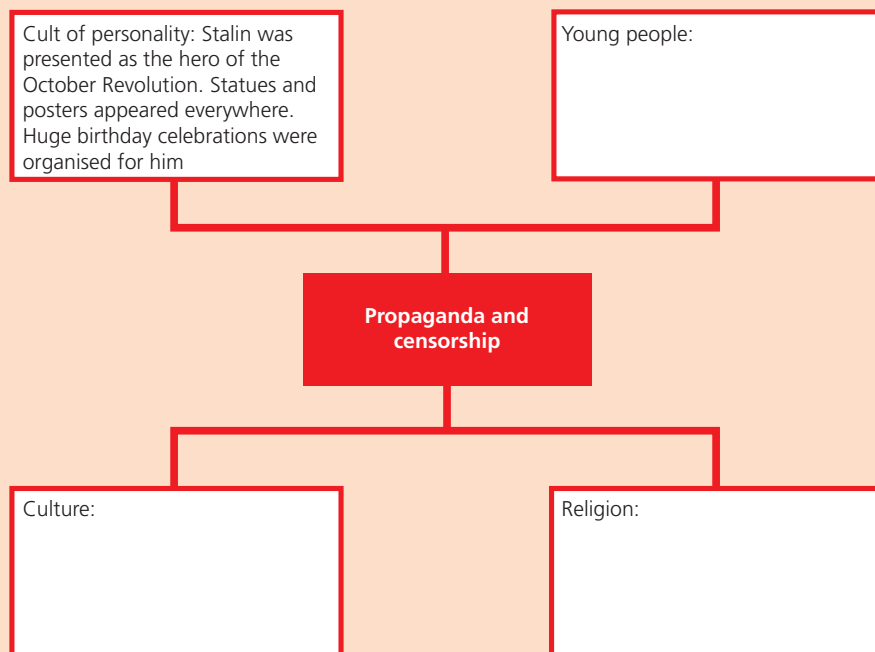 Cult of personality: Stalin was
presented as the hero of the
October Revolution. Statues and
posters appeared everywhere.
Huge birthday celebrations were
organised for him
Young people:
Propaganda and
censorship
Culture:
Religion: